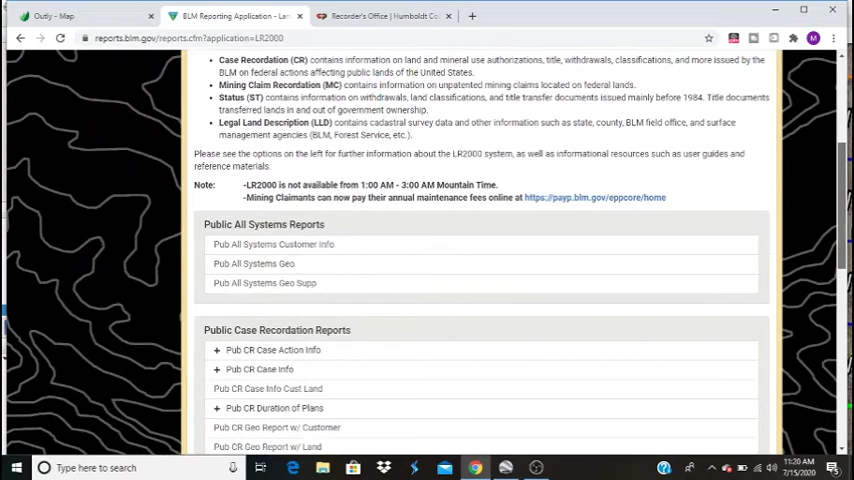 Outly - Map
BLM Reporting Application - Lan
Recorder's Office | Humboldt Co
reports.blm.gov/reports.cfm?application=LR2000
M
• Case Recordation (CR) contains information on land and mineral use authorizations, title, withdrawals, classifications, and more issued by the
BLM on federal actions affecting public lands of the United States.
• Mining Claim Recordation (MC) contains information on unpatented mining claims located on federal lands.
• Status (ST) contains information on withdrawals, land classifications, and title transfer documents issued mainly before 1984. Title documents
transferred lands in and out of government ownership.
• Legal Land Description (LLD) contains cadastral survey data and other information such as state, county, BLM field office, and surface
management agencies (BLM, Forest Service, etc.).
Please see the options on the left for further information about the LR2000 system, as well as informational resources such as user guides and
reference materials.
Note: -LR2000 is not available from 1:00 AM - 3:00 AM Mountain Time.
-Mining Claimants can now pay their annual maintenance fees online at https://payp.blm.gov/eppcore/home
Public All Systems Reports
Pub All Systems Customer Info
Pub All Systems Geo
Pub All Systems Geo Supp
Public Case Recordation Reports
+ Pub CR Case Action Info
+ Pub CR Case Info
Pub CR Case Info Cust Land
+ Pub CR Duration of Plans
Pub CR Geo Report w/ Customer
Pub CR Geo Report w/ Land
Type here to search
11:20 AM
7/15/2020